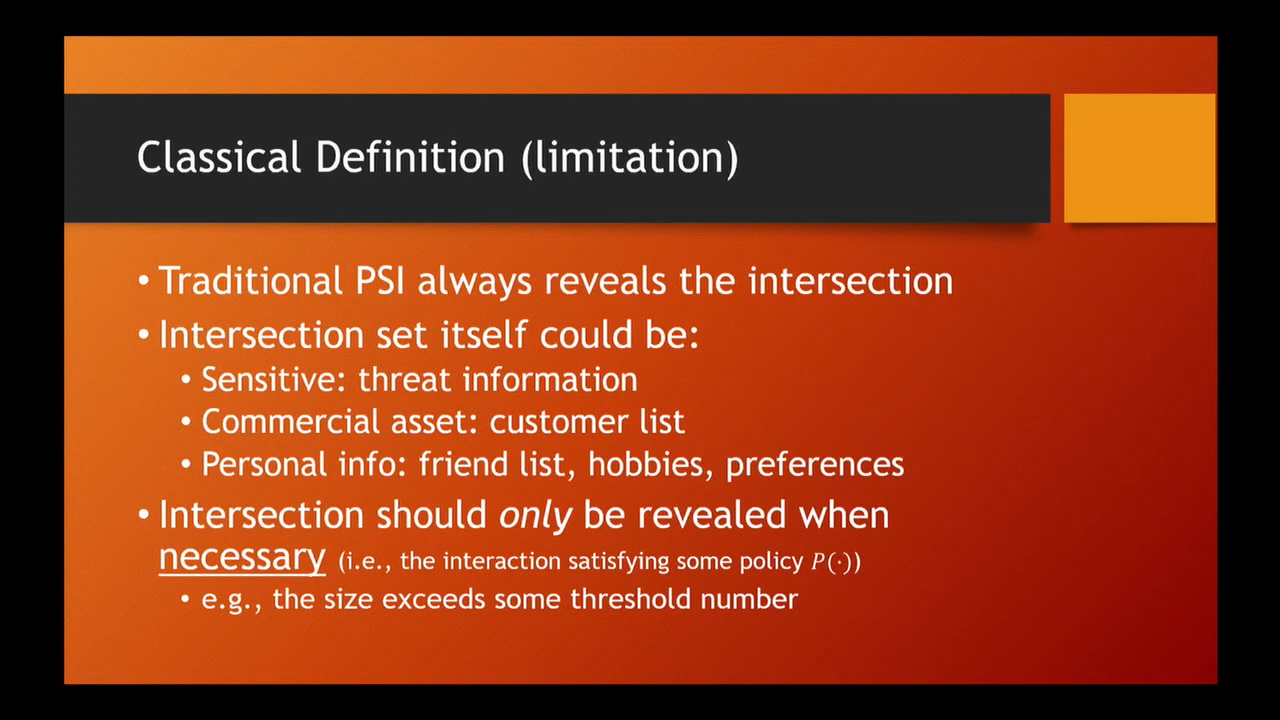 Classical Definition (limitation)
• Traditional PSI always reveals the intersection
• Intersection set itself could be:
• Sensitive: threat information
• Commercial asset: customer list
• Personal info: friend list, hobbies, preferences
• Intersection should only be revealed when
necessary (i.e., the interaction satisfying some policy P(·))
• e.g., the size exceeds some threshold number